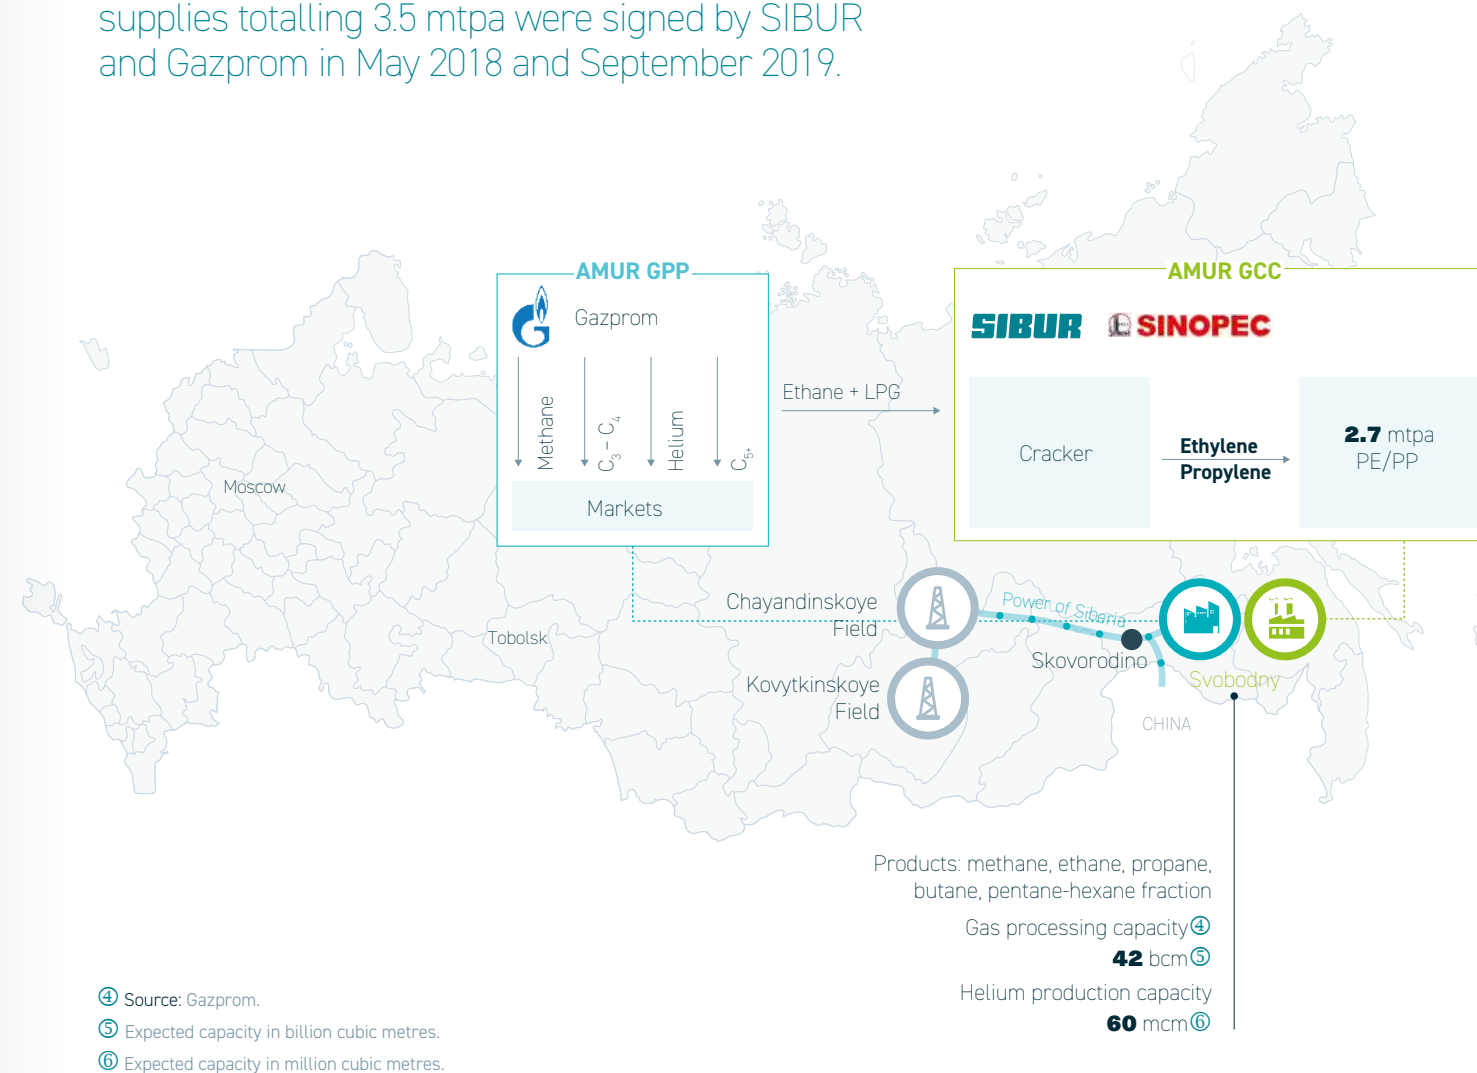 supplies totalling 3.5 mtpa were signed by SIBUR
and Gazprom in May 2018 and September 2019.
AMUR GPP
Gazprom
Methane
C3 – C4
Helium
C5+
Markets
Ethane + LPG
AMUR GCC
SIBUR
SINOPEC
Cracker
Ethylene
Propylene
2.7 mtpa
PE/PP
Moscow
Tobolsk
Chayandinskoye
Field
Kovytkinskoye
Field
Power of Siberia
Skovorodino
Svobodny
CHINA
Products: methane, ethane, propane,
butane, pentane-hexane fraction
Gas processing capacity④
42 bcm⑤
Helium production capacity
60 mcm⑥
④ Source: Gazprom.
⑤ Expected capacity in billion cubic metres.
⑥ Expected capacity in million cubic metres.